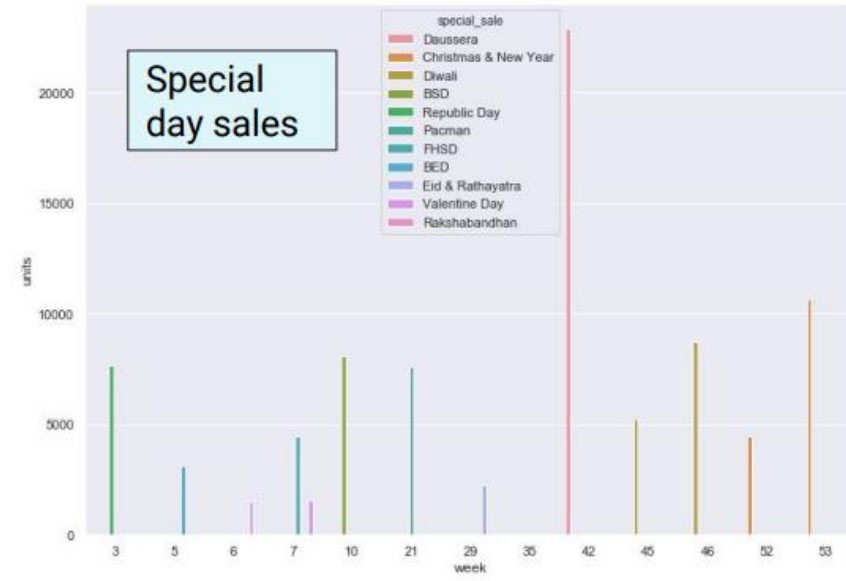 Special
day sales
special_sale
Daussera
Christmas & New Year
Diwali
BSD
Republic Day
Pacman
FHSD
BED
Eid & Rathayatra
Valentine Day
Rakshabandhan
units
20000
15000
10000
5000
0
3 5 6 7 10 21 29 35 42 45 46 52 53
week